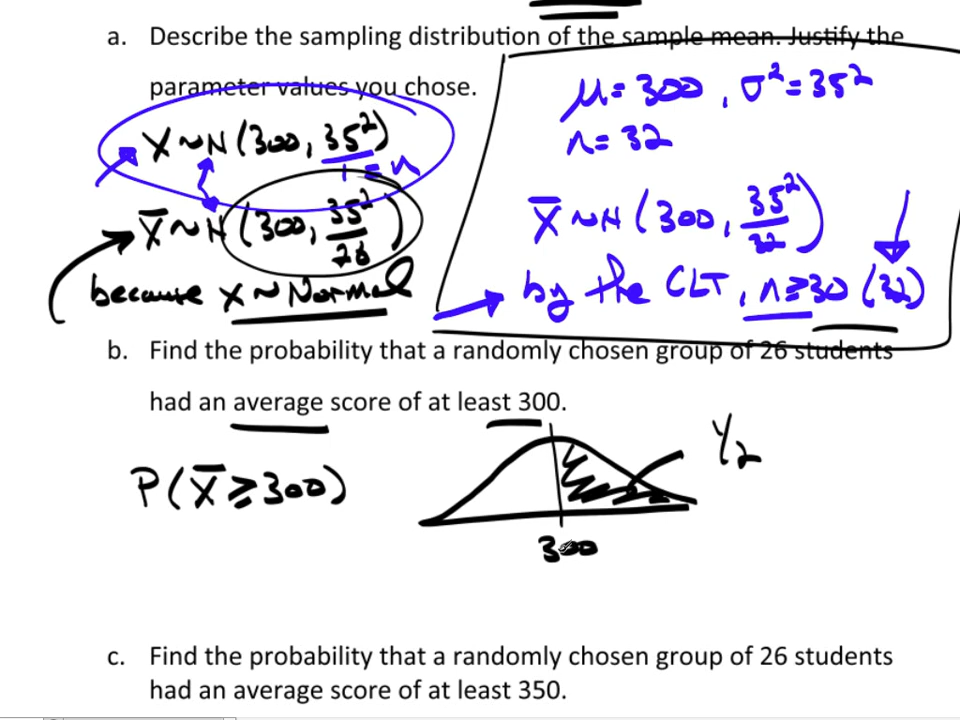 a. Describe the sampling distribution of the sample mean. Justify the
parameter values you chose.
X ~ N (300, 35²/1 = n)
X̄ ~ N (300, 35²/26)
because X ~ Normal
μ = 300, σ² = 35²
n = 32
X̄ ~ N (300, 35²/32)
by the CLT, n ≥ 30 (32)
b. Find the probability that a randomly chosen group of 26 students
had an average score of at least 300.
P(X̄ ≥ 300)
1/2
300
c. Find the probability that a randomly chosen group of 26 students
had an average score of at least 350.